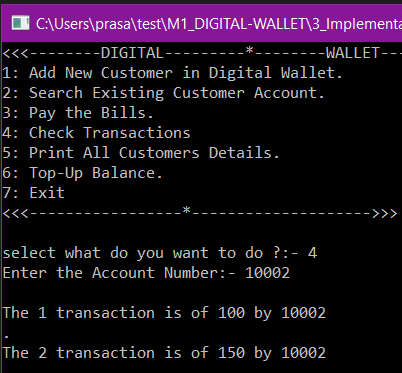 C:\Users\prasa\test\M1_DIGITAL-WALLET\3_Implementa
<<<--------DIGITAL---------*--------WALLET---
1: Add New Customer in Digital Wallet.
2: Search Existing Customer Account.
3: Pay the Bills.
4: Check Transactions
5: Print All Customers Details.
6: Top-Up Balance.
7: Exit
<<<-----------------*-------------------->>>
select what do you want to do ?:- 4
Enter the Account Number:- 10002
The 1 transaction is of 100 by 10002
.
The 2 transaction is of 150 by 10002